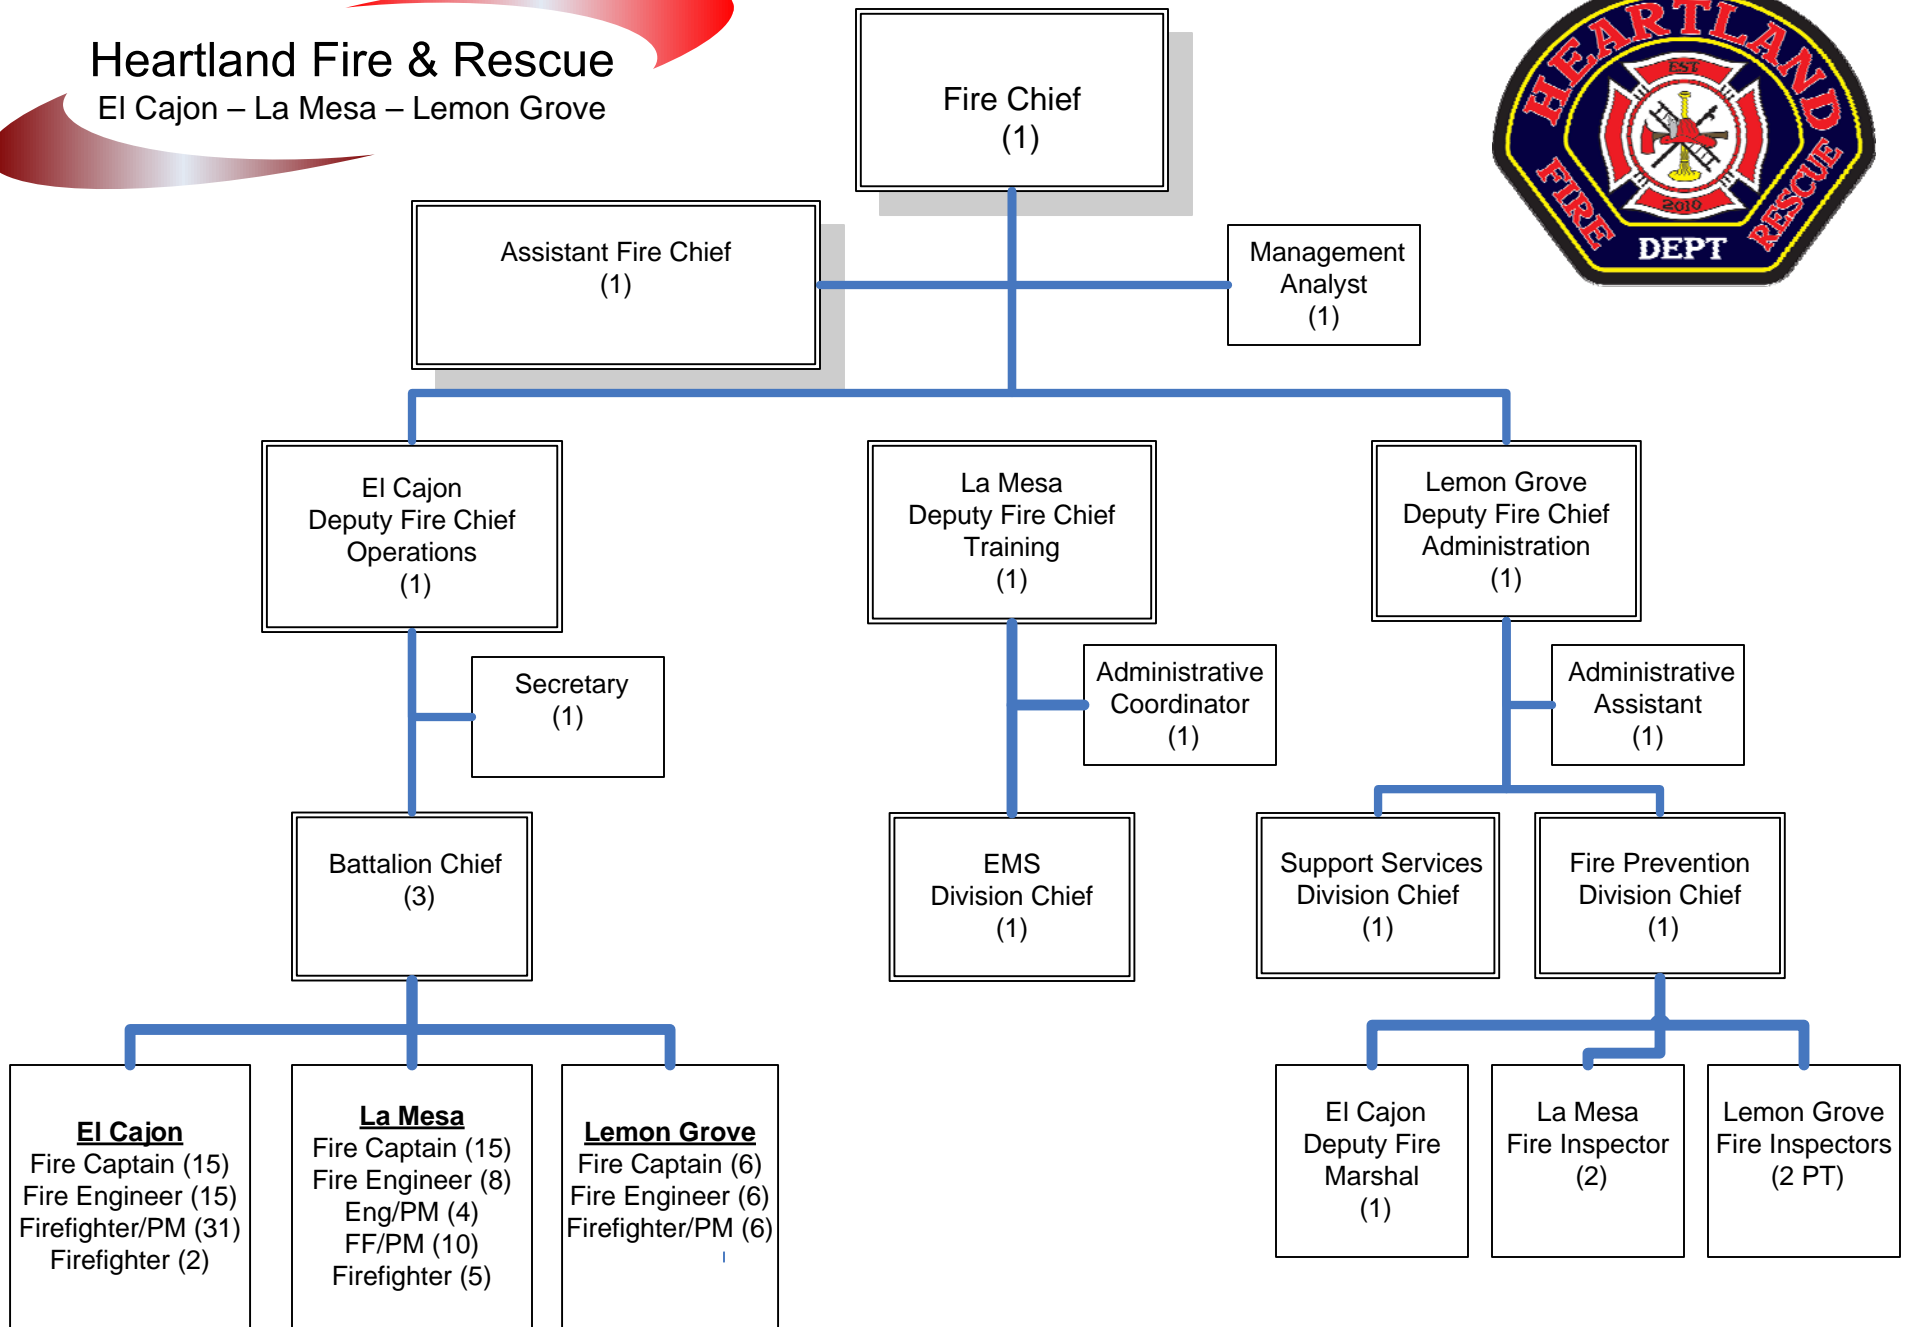 Heartland Fire & Rescue
El Cajon – La Mesa – Lemon Grove
HEARTLAND
FIRE
RESCUE
DEPT
EST
2010
Fire Chief
(1)
Assistant Fire Chief
(1)
Management
Analyst
(1)
El Cajon
Deputy Fire Chief
Operations
(1)
La Mesa
Deputy Fire Chief
Training
(1)
Lemon Grove
Deputy Fire Chief
Administration
(1)
Secretary
(1)
Administrative
Coordinator
(1)
Administrative
Assistant
(1)
Battalion Chief
(3)
EMS
Division Chief
(1)
Support Services
Division Chief
(1)
Fire Prevention
Division Chief
(1)
El Cajon
Fire Captain (15)
Fire Engineer (15)
Firefighter/PM (31)
Firefighter (2)
La Mesa
Fire Captain (15)
Fire Engineer (8)
Eng/PM (4)
FF/PM (10)
Firefighter (5)
Lemon Grove
Fire Captain (6)
Fire Engineer (6)
Firefighter/PM (6)
El Cajon
Deputy Fire
Marshal
(1)
La Mesa
Fire Inspector
(2)
Lemon Grove
Fire Inspectors
(2 PT)